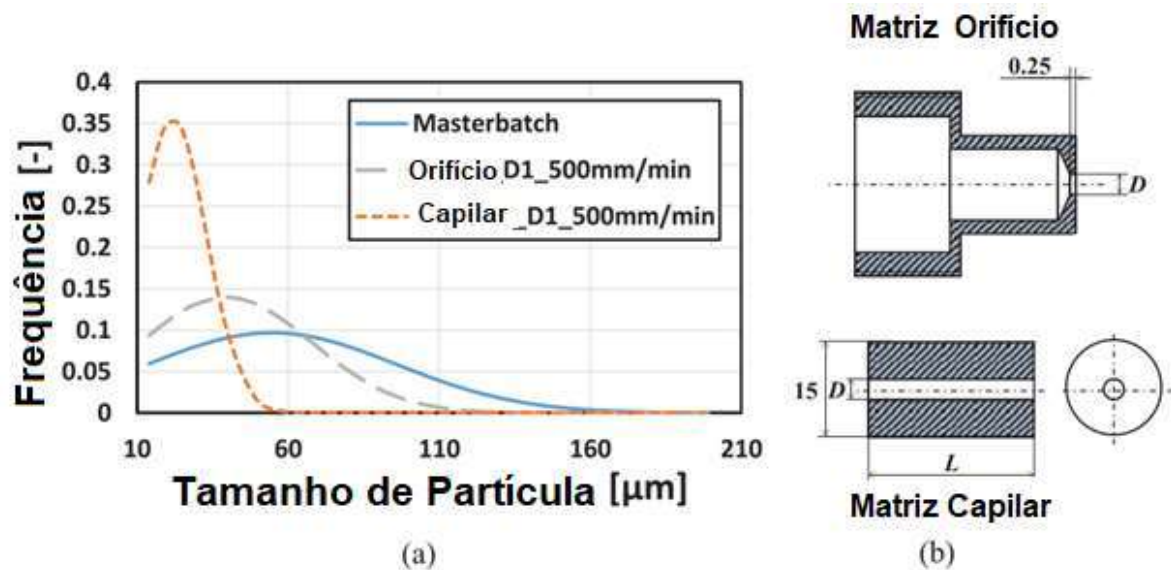 Frequência [-]
0.4
0.35
0.3
0.25
0.2
0.15
0.1
0.05
0
Masterbatch
Orifício D1_500mm/min
Capilar _D1_500mm/min
10 60 110 160 210
Tamanho de Partícula [µm]
(a)
Matriz Orifício
0.25
D
15 D
L
Matriz Capilar
(b)